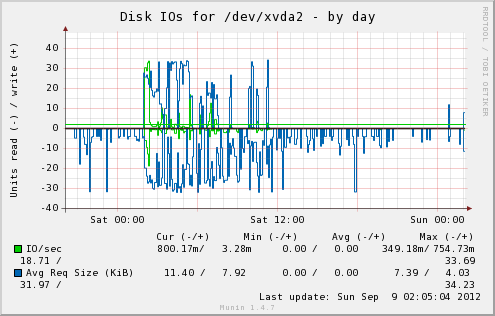 Disk IOs for /dev/xvda2 - by day
RRDTOOL / TOBI OETIKER
Units read (-) / write (+)
40
30
20
10
0
-10
-20
-30
-40
Sat 00:00 Sat 12:00 Sun 00:00
Cur (-/+) Min (-/+) Avg (-/+) Max (-/+)
IO/sec 800.17m/ 3.28m 0.00 / 0.00 349.18m/ 754.73m
18.71 / 33.69
Avg Req Size (KiB) 11.40 / 7.92 0.00 / 0.00 7.39 / 4.03
31.97 / 34.23
Last update: Sun Sep 9 02:05:04 2012
Munin 1.4.7